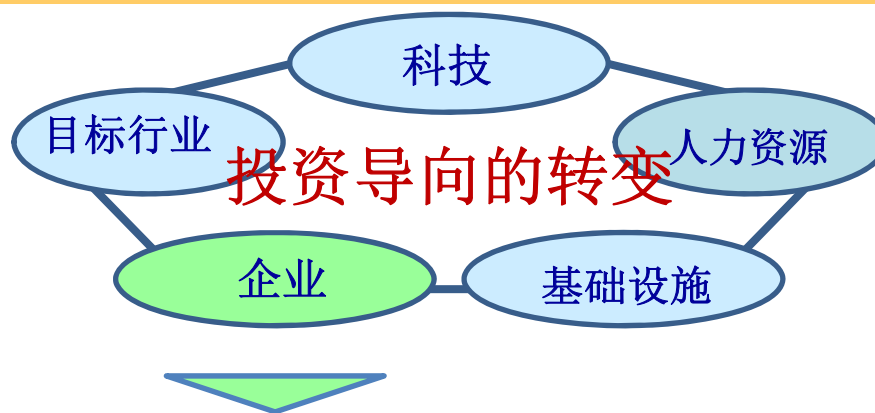 科技
目标行业
人力资源
投资导向的转变
企业
基础设施